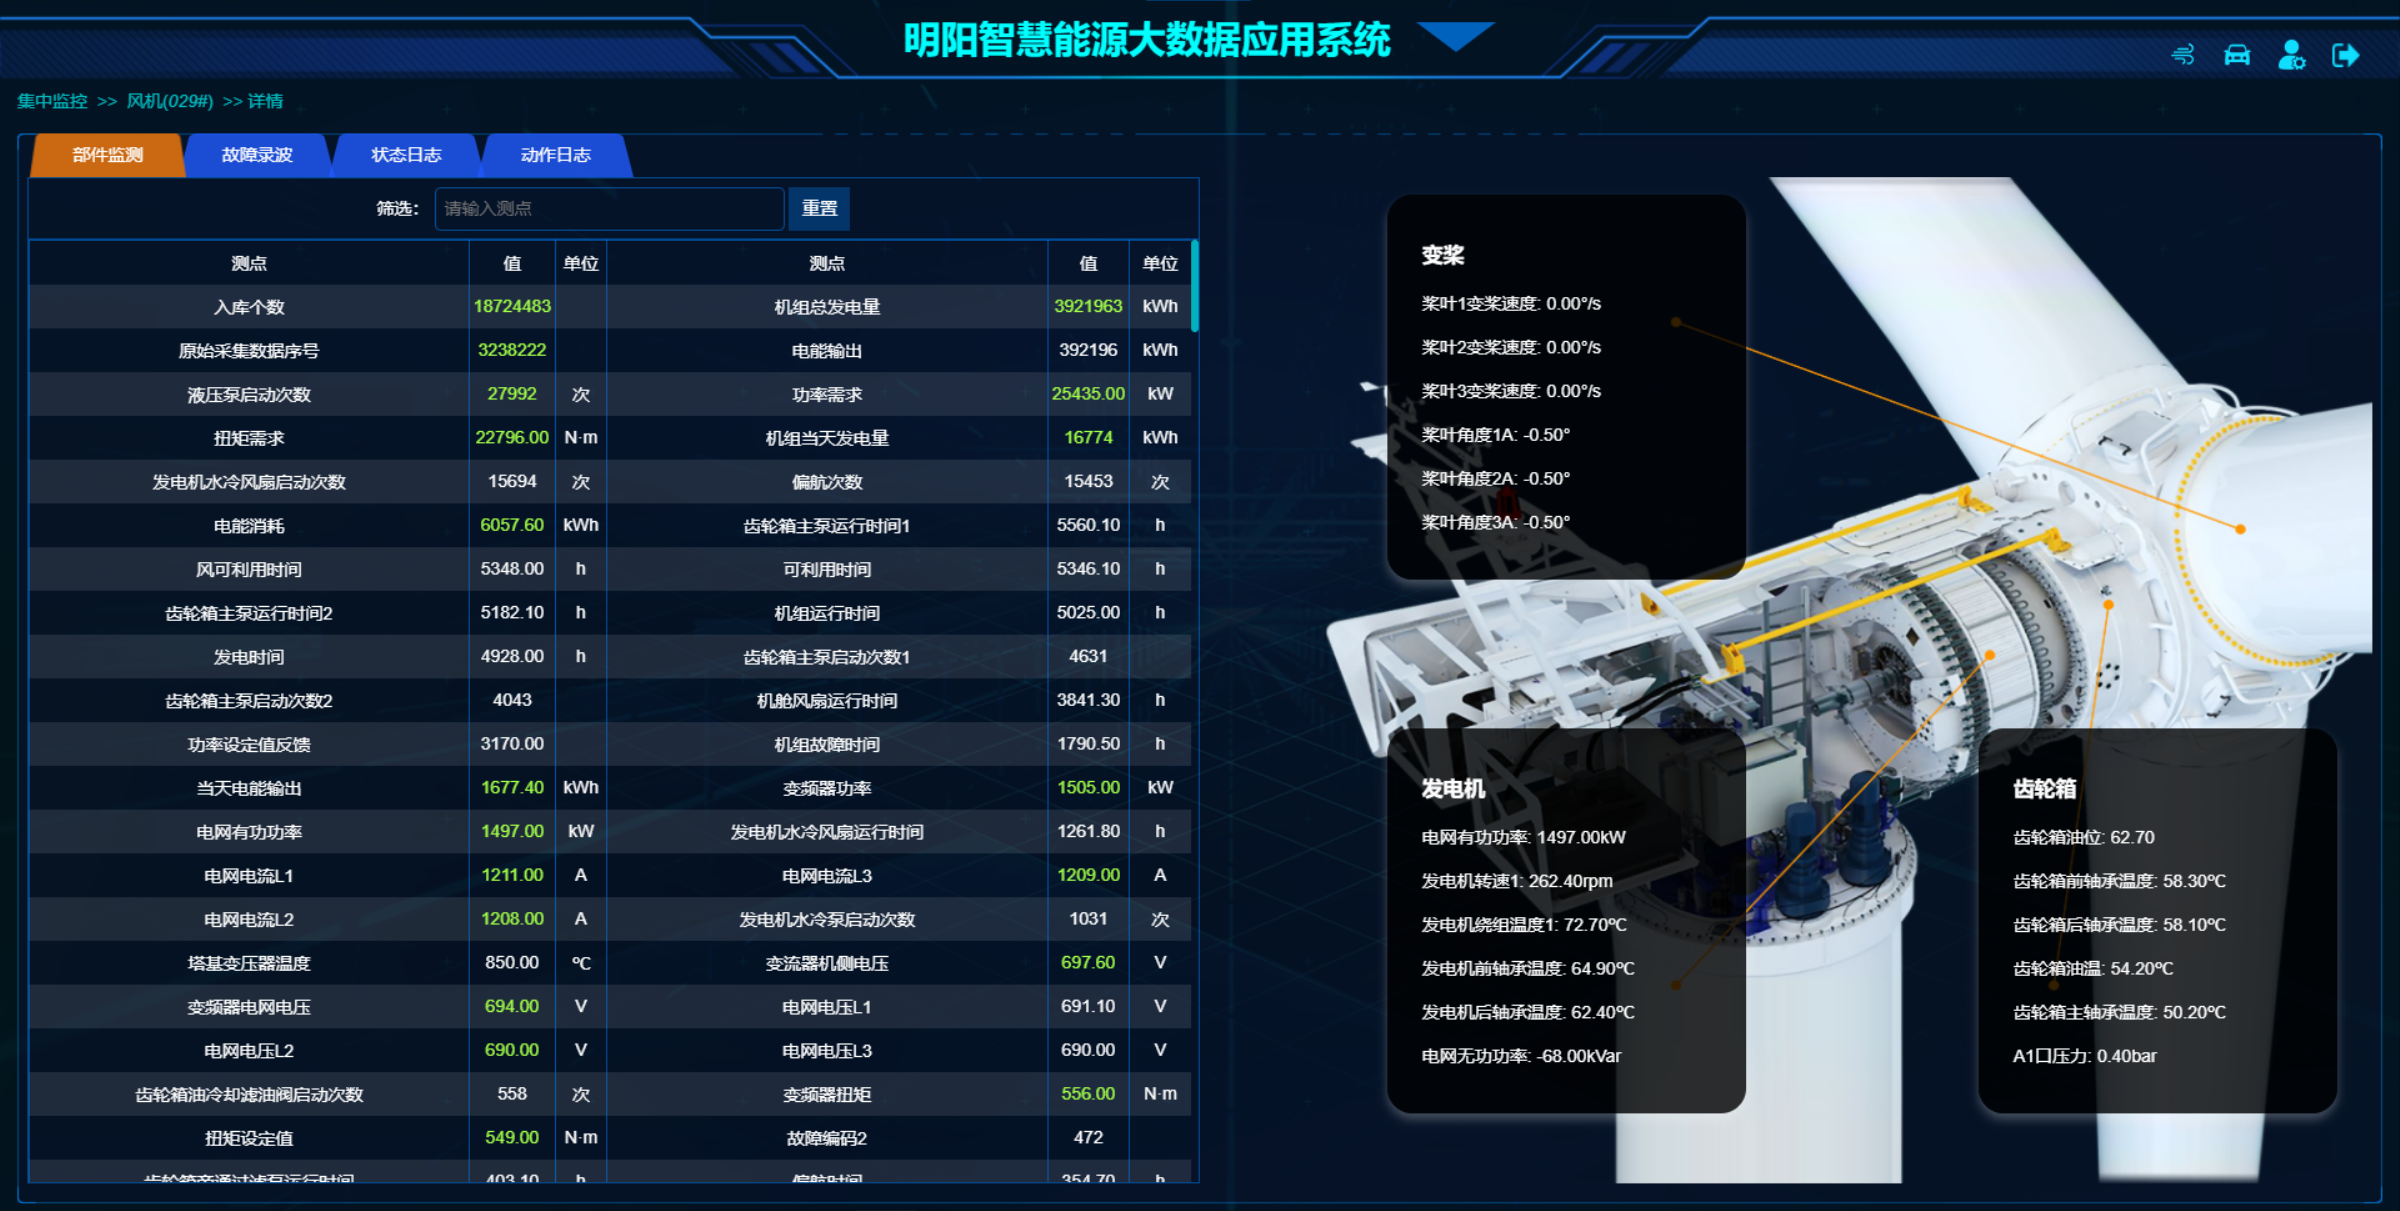 明阳智慧能源大数据应用系统
集中监控 >> 风机(029#) >> 详情
部件监测 故障录波 状态日志 动作日志
筛选: 请输入测点 重置
测点 值 单位 测点 值 单位
入库个数 18724483 机组总发电量 3921963 kWh
原始采集数据序号 3238222 电能输出 392196 kWh
液压泵启动次数 27992 次 功率需求 25435.00 kW
扭矩需求 22796.00 N·m 机组当天发电量 16774 kWh
发电机水冷风扇启动次数 15694 次 偏航次数 15453 次
电能消耗 6057.60 kWh 齿轮箱主泵运行时间1 5560.10 h
风可利用时间 5348.00 h 可利用时间 5346.10 h
齿轮箱主泵运行时间2 5182.10 h 机组运行时间 5025.00 h
发电时间 4928.00 h 齿轮箱主泵启动次数1 4631
齿轮箱主泵启动次数2 4043 机舱风扇运行时间 3841.30 h
功率设定值反馈 3170.00 机组故障时间 1790.50 h
当天电能输出 1677.40 kWh 变频器功率 1505.00 kW
电网有功功率 1497.00 kW 发电机水冷风扇运行时间 1261.80 h
电网电流L1 1211.00 A 电网电流L3 1209.00 A
电网电流L2 1208.00 A 发电机水冷泵启动次数 1031 次
塔基变压器温度 850.00 ℃ 变流器机侧电压 697.60 V
变频器电网电压 694.00 V 电网电压L1 691.10 V
电网电压L2 690.00 V 电网电压L3 690.00 V
齿轮箱油冷却滤油阀启动次数 558 次 变频器扭矩 556.00 N·m
扭矩设定值 549.00 N·m 故障编码2 472
齿轮箱旁通过滤泵运行时间 403.10 h 偏航时间 354.70 h
变桨
桨叶1变桨速度: 0.00°/s
桨叶2变桨速度: 0.00°/s
桨叶3变桨速度: 0.00°/s
桨叶角度1A: -0.50°
桨叶角度2A: -0.50°
桨叶角度3A: -0.50°
发电机
电网有功功率: 1497.00kW
发电机转速1: 262.40rpm
发电机绕组温度1: 72.70℃
发电机前轴承温度: 64.90℃
发电机后轴承温度: 62.40℃
电网无功功率: -68.00kVar
齿轮箱
齿轮箱油位: 62.70
齿轮箱前轴承温度: 58.30℃
齿轮箱后轴承温度: 58.10℃
齿轮箱油温: 54.20℃
齿轮箱主轴承温度: 50.20℃
A1口压力: 0.40bar